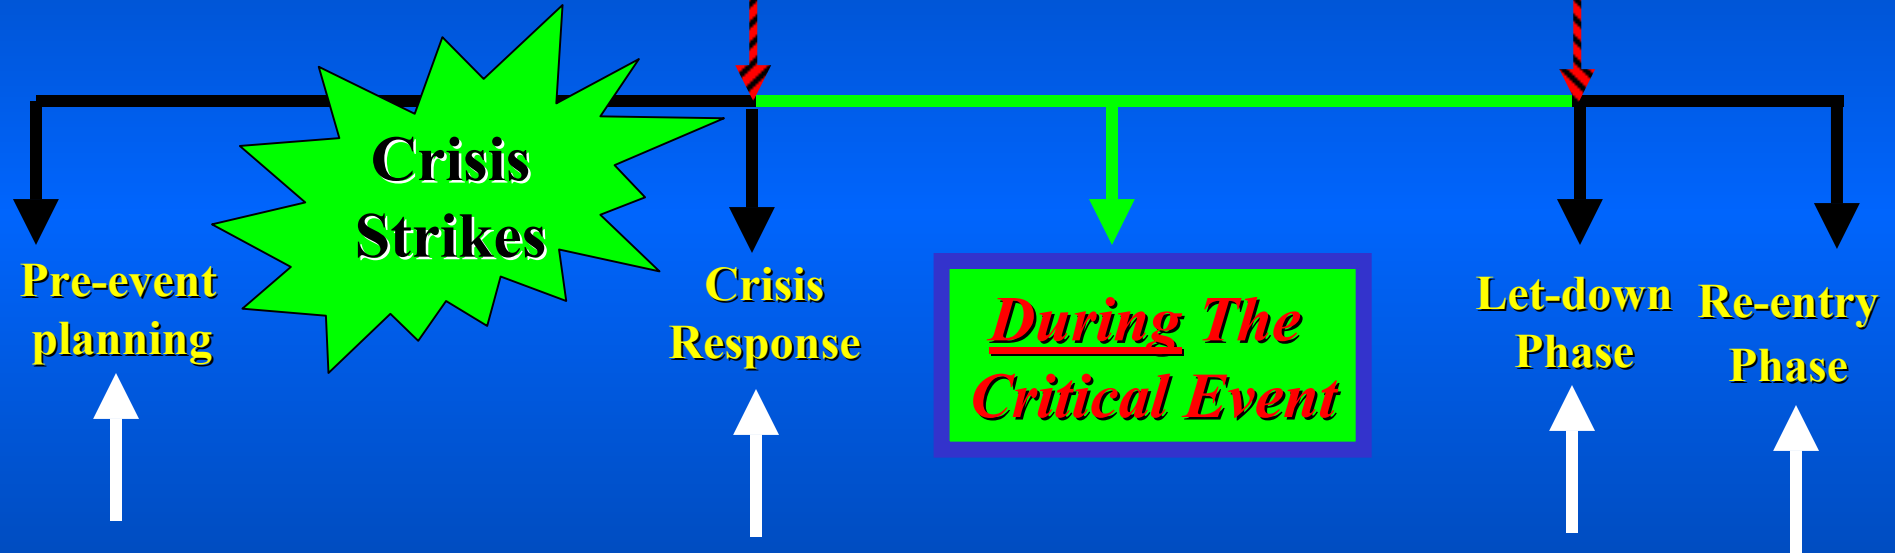 Crisis
Strikes
Pre-event
planning
Crisis
Response
During The
Critical Event
Let-down
Phase
Re-entry
Phase